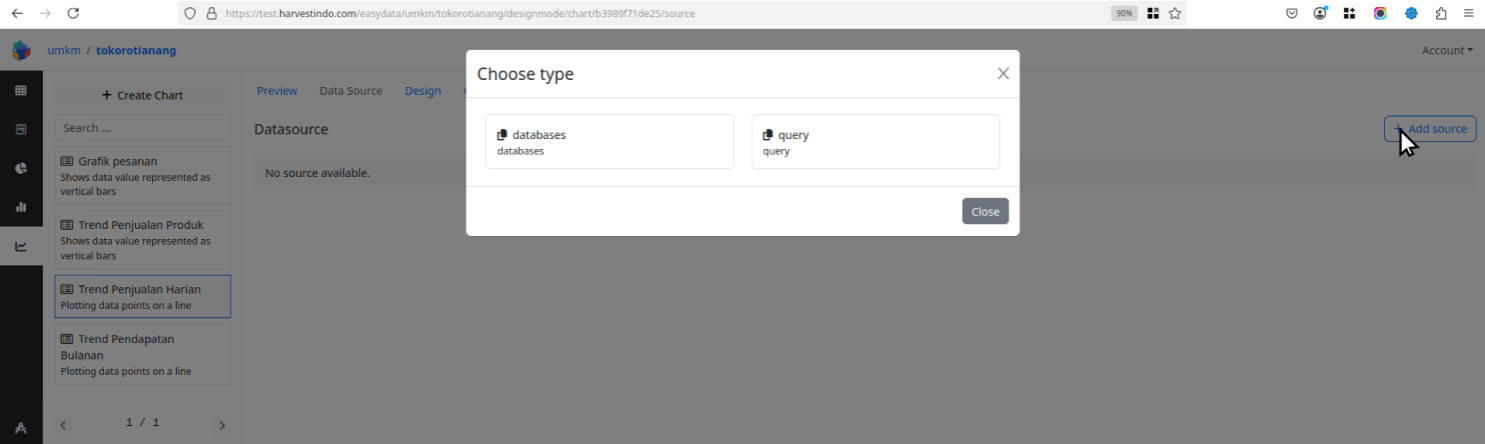 https://test.harvestindo.com/easydata/umkm/tokorotianang/designmode/chart/b3989f71de25/source
90%
umkm / tokorotianang
Account
Choose type
+ Create Chart
Preview
Data Source
Design
Search ...
Datasource
+ Add source
databases
databases
query
query
No source available.
Close
Grafik pesanan
Shows data value represented as
vertical bars
Trend Penjualan Produk
Shows data value represented as
vertical bars
Trend Penjualan Harian
Plotting data points on a line
Trend Pendapatan
Bulanan
Plotting data points on a line
1 / 1